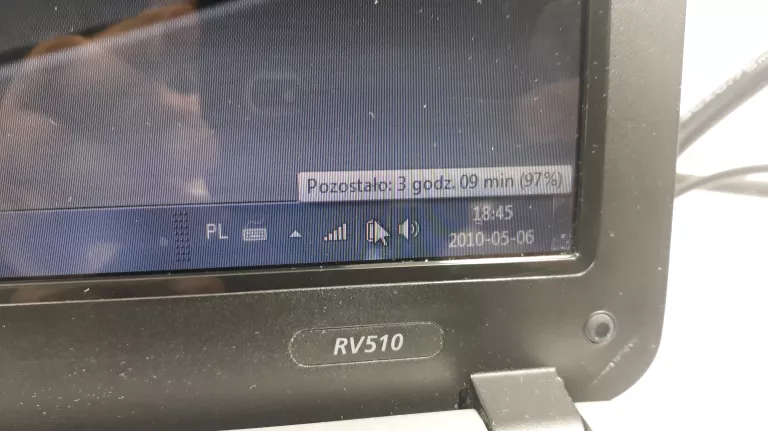 Pozostało: 3 godz. 09 min (97%)
PL
18:45
2010-05-06
RV510